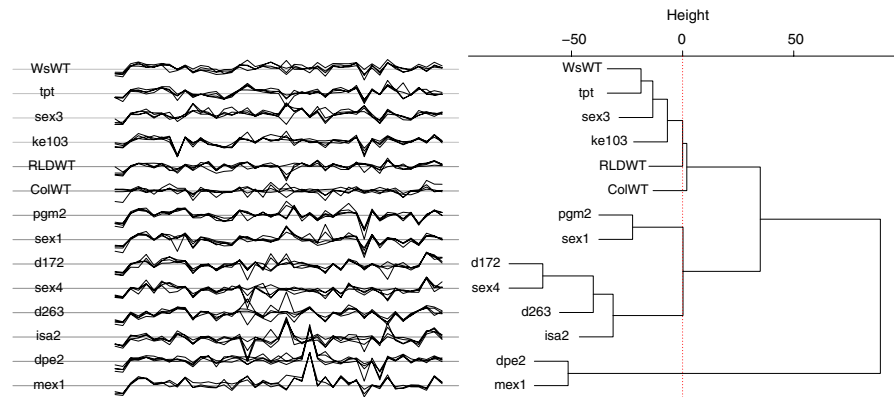 Height
−50 0 50
WsWT WsWT
tpt tpt
sex3 sex3
ke103 ke103
RLDWT RLDWT
ColWT ColWT
pgm2 pgm2
sex1 sex1
d172 d172
sex4 sex4
d263 d263
isa2 isa2
dpe2 dpe2
mex1 mex1